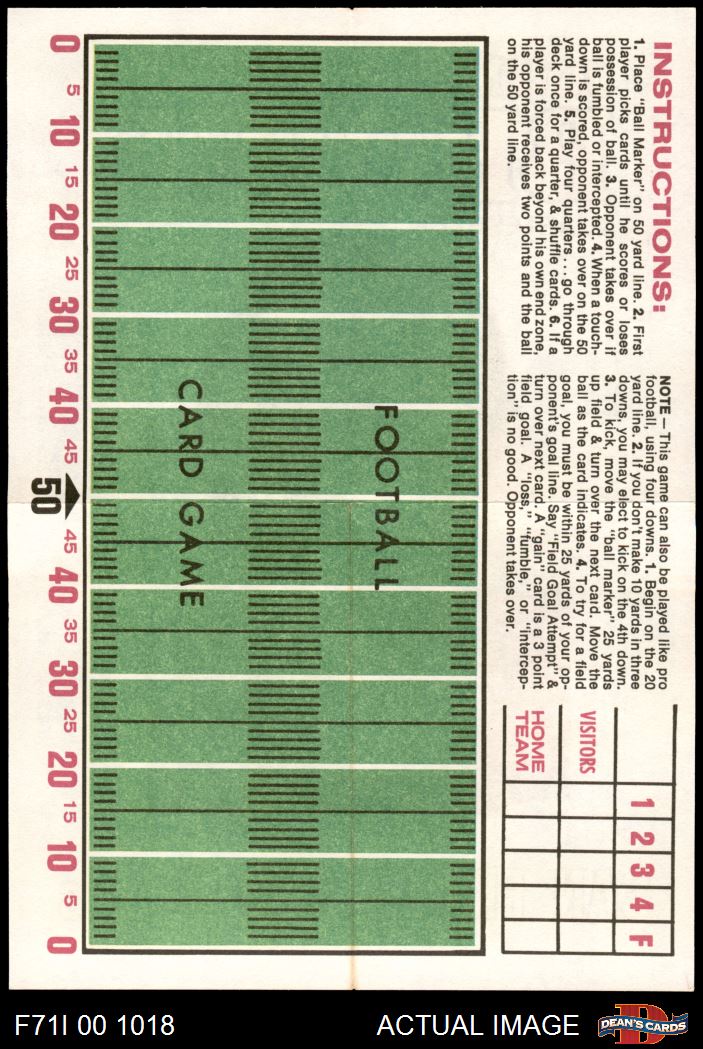 INSTRUCTIONS:
1. Place "Ball Marker" on 50 yard line. 2. First
player picks cards until he scores or loses
possession of ball. 3. Opponent takes over if
ball is fumbled or intercepted. 4. When a touch-
down is scored, opponent takes over on the 50
yard line. 5. Play four quarters...go through
deck once for a quarter, & shuffle cards. 6. If a
player is forced back beyond his own end zone,
his opponent receives two points and the ball
on the 50 yard line.
NOTE – This game can also be played like pro
football, using four downs. 1. Begin on the 20
yard line. 2. If you don't make 10 yards in three
downs, you may elect to kick on the 4th down.
3. To kick, move the "ball marker" 25 yards
up field & turn over the next card. Move the
ball as the card indicates. 4. To try for a field
goal, you must be within 25 yards of your op-
ponent's goal line. Say "Field Goal Attempt" &
turn over next card. A "gain" card is a 3 point
field goal. A "loss," "fumble," or "intercep-
tion" is no good. Opponent takes over.
1 2 3 4 F
VISITORS
HOME
TEAM
FOOTBALL
CARD GAME
0 5 10 15 20 25 30 35 40 45 50 45 40 35 30 25 20 15 10 5 0
F71I 00 1018
ACTUAL IMAGE
D
DEAN'S CARDS